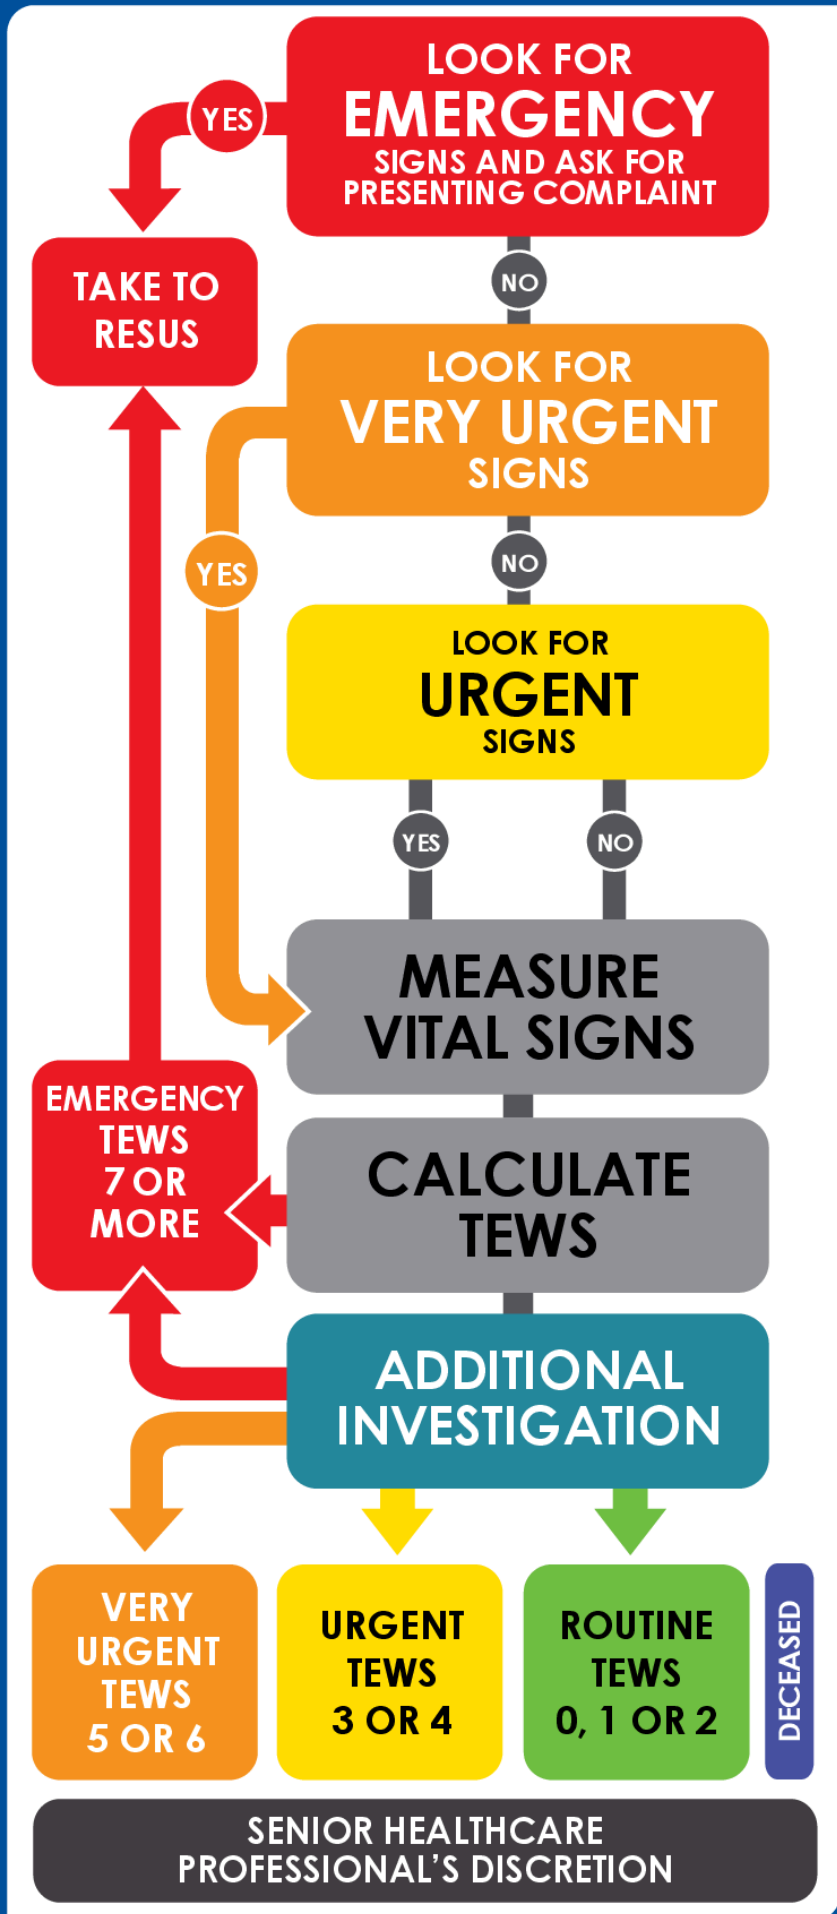 LOOK FOR
EMERGENCY
SIGNS AND ASK FOR
PRESENTING COMPLAINT
YES
TAKE TO
RESUS
NO
LOOK FOR
VERY URGENT
SIGNS
YES
NO
LOOK FOR
URGENT
SIGNS
YES
NO
MEASURE
VITAL SIGNS
EMERGENCY
TEWS
7 OR
MORE
CALCULATE
TEWS
ADDITIONAL
INVESTIGATION
VERY
URGENT
TEWS
5 OR 6
URGENT
TEWS
3 OR 4
ROUTINE
TEWS
0, 1 OR 2
DECEASED
SENIOR HEALTHCARE
PROFESSIONAL'S DISCRETION